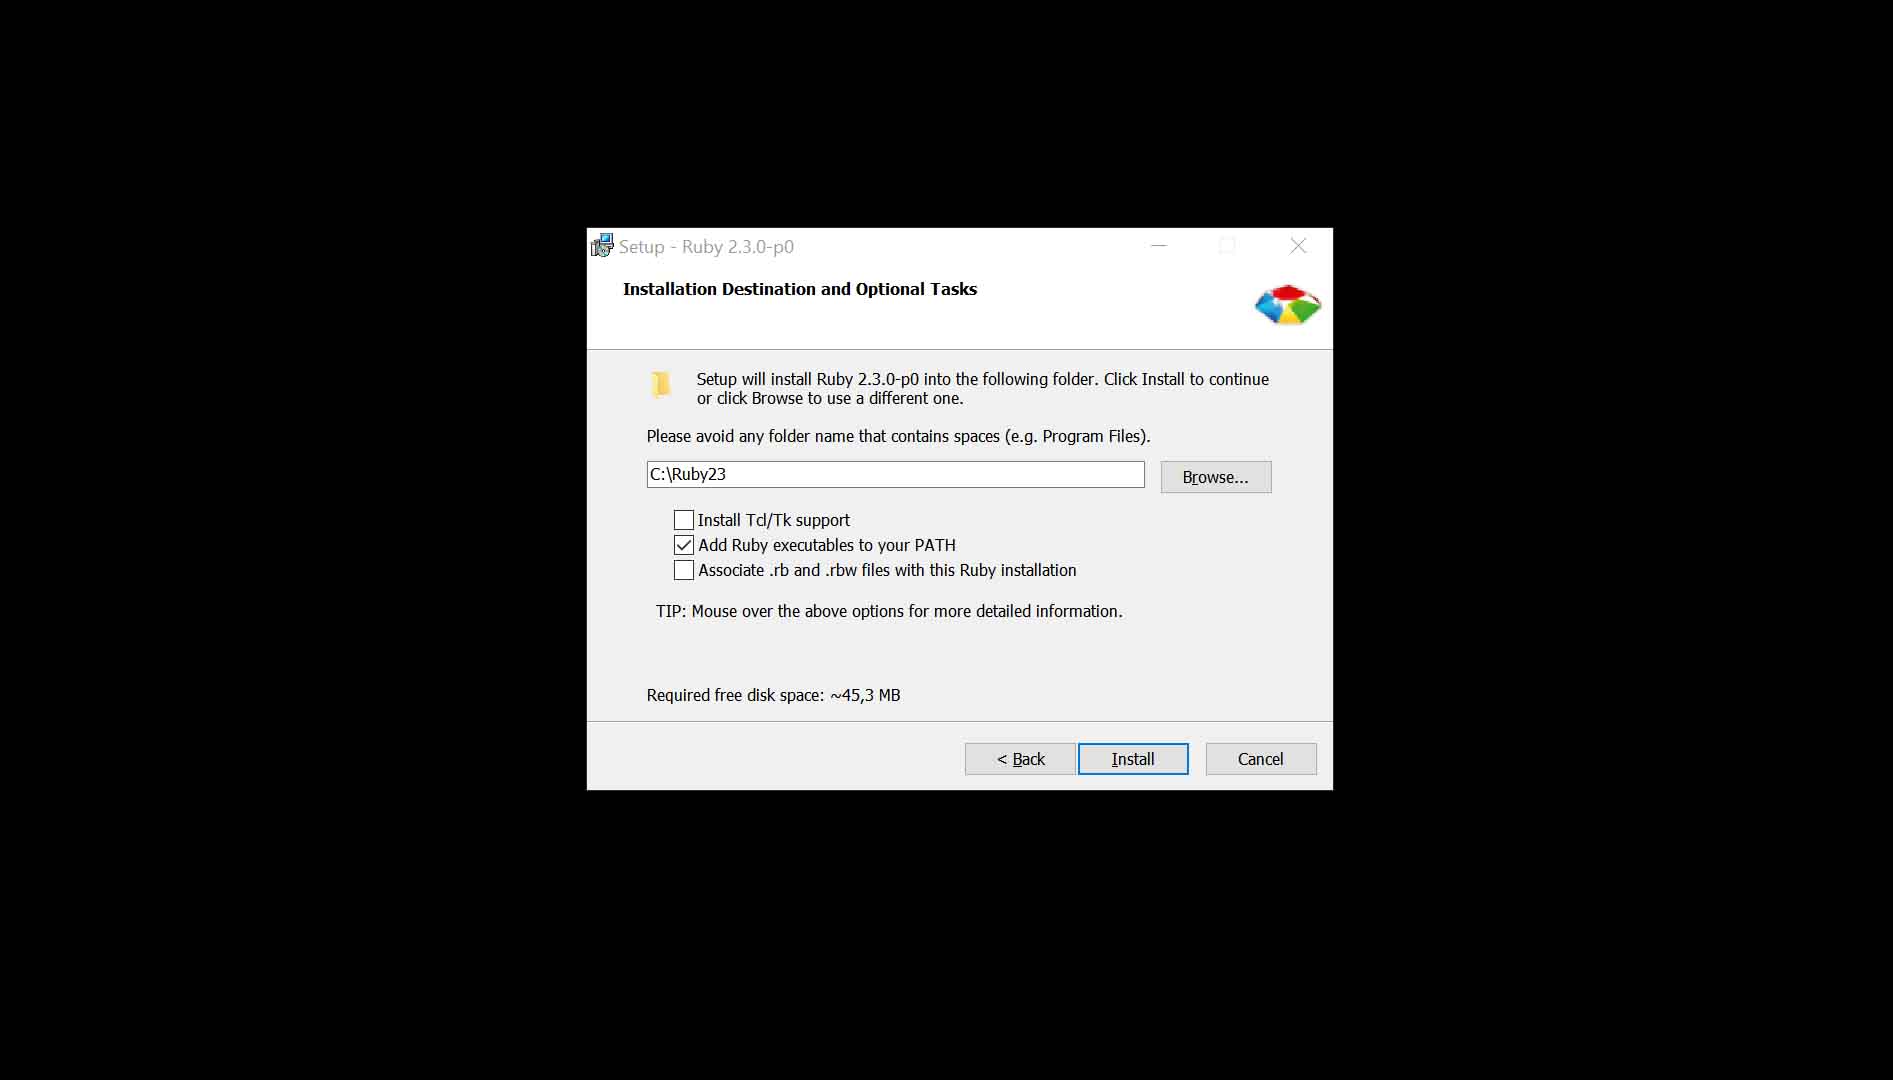 Setup - Ruby 2.3.0-p0
Installation Destination and Optional Tasks
Setup will install Ruby 2.3.0-p0 into the following folder. Click Install to continue
or click Browse to use a different one.
Please avoid any folder name that contains spaces (e.g. Program Files).
C:\Ruby23
Browse...
Install Tcl/Tk support
Add Ruby executables to your PATH
Associate .rb and .rbw files with this Ruby installation
TIP: Mouse over the above options for more detailed information.
Required free disk space: ~45,3 MB
< Back
Install
Cancel